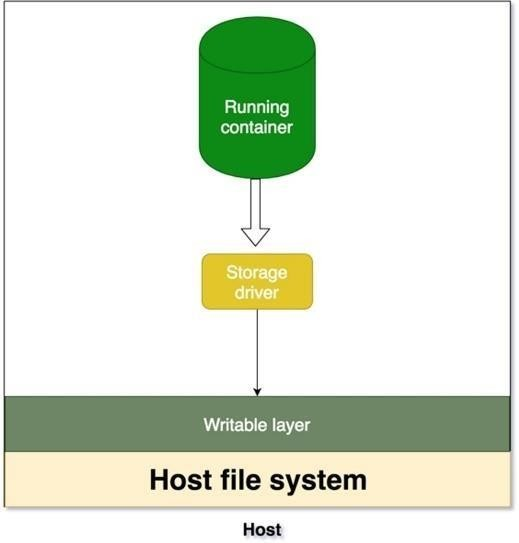 Running
container
Storage
driver
Writable layer
Host file system
Host